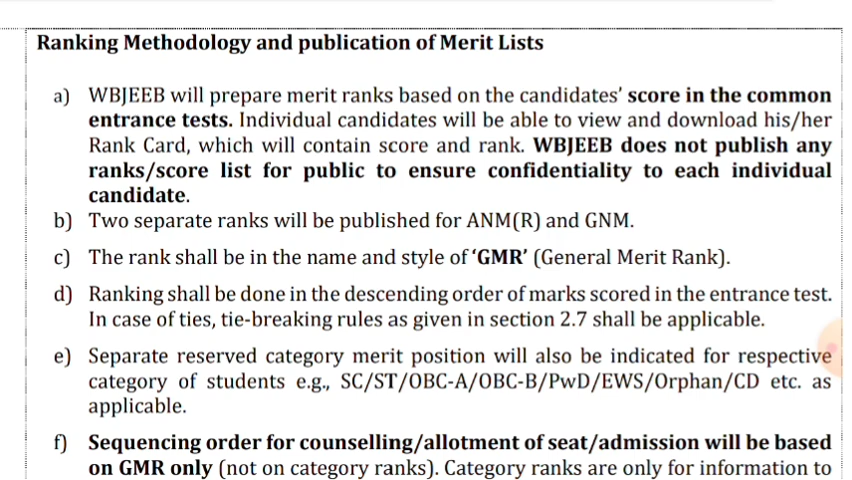 Ranking Methodology and publication of Merit Lists
a) WBJEEB will prepare merit ranks based on the candidates’ score in the common
entrance tests. Individual candidates will be able to view and download his/her
Rank Card, which will contain score and rank. WBJEEB does not publish any
ranks/score list for public to ensure confidentiality to each individual
candidate.
b) Two separate ranks will be published for ANM(R) and GNM.
c) The rank shall be in the name and style of ‘GMR’ (General Merit Rank).
d) Ranking shall be done in the descending order of marks scored in the entrance test.
In case of ties, tie-breaking rules as given in section 2.7 shall be applicable.
e) Separate reserved category merit position will also be indicated for respective
category of students e.g., SC/ST/OBC-A/OBC-B/PwD/EWS/Orphan/CD etc. as
applicable.
f) Sequencing order for counselling/allotment of seat/admission will be based
on GMR only (not on category ranks). Category ranks are only for information to